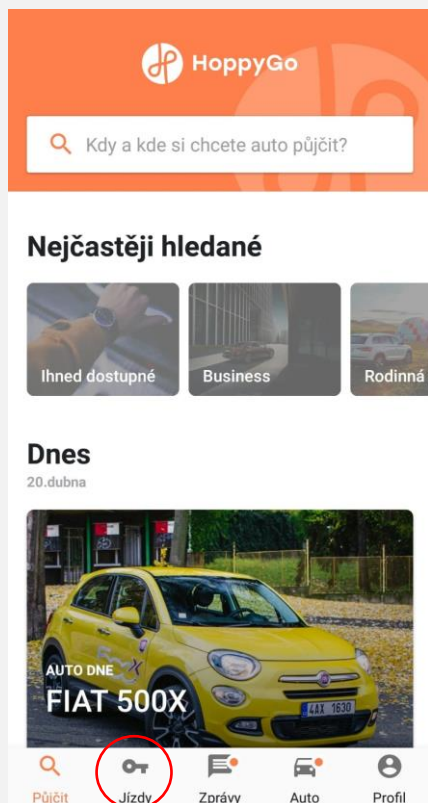 HoppyGo
Kdy a kde si chcete auto půjčit?
Nejčastěji hledané
Ihned dostupné
Business
Rodinná
Dnes
20.dubna
AUTO DNE
FIAT 500X
4AX 1630
Půjčit
Jízdy
Zprávy
Auto
Profil